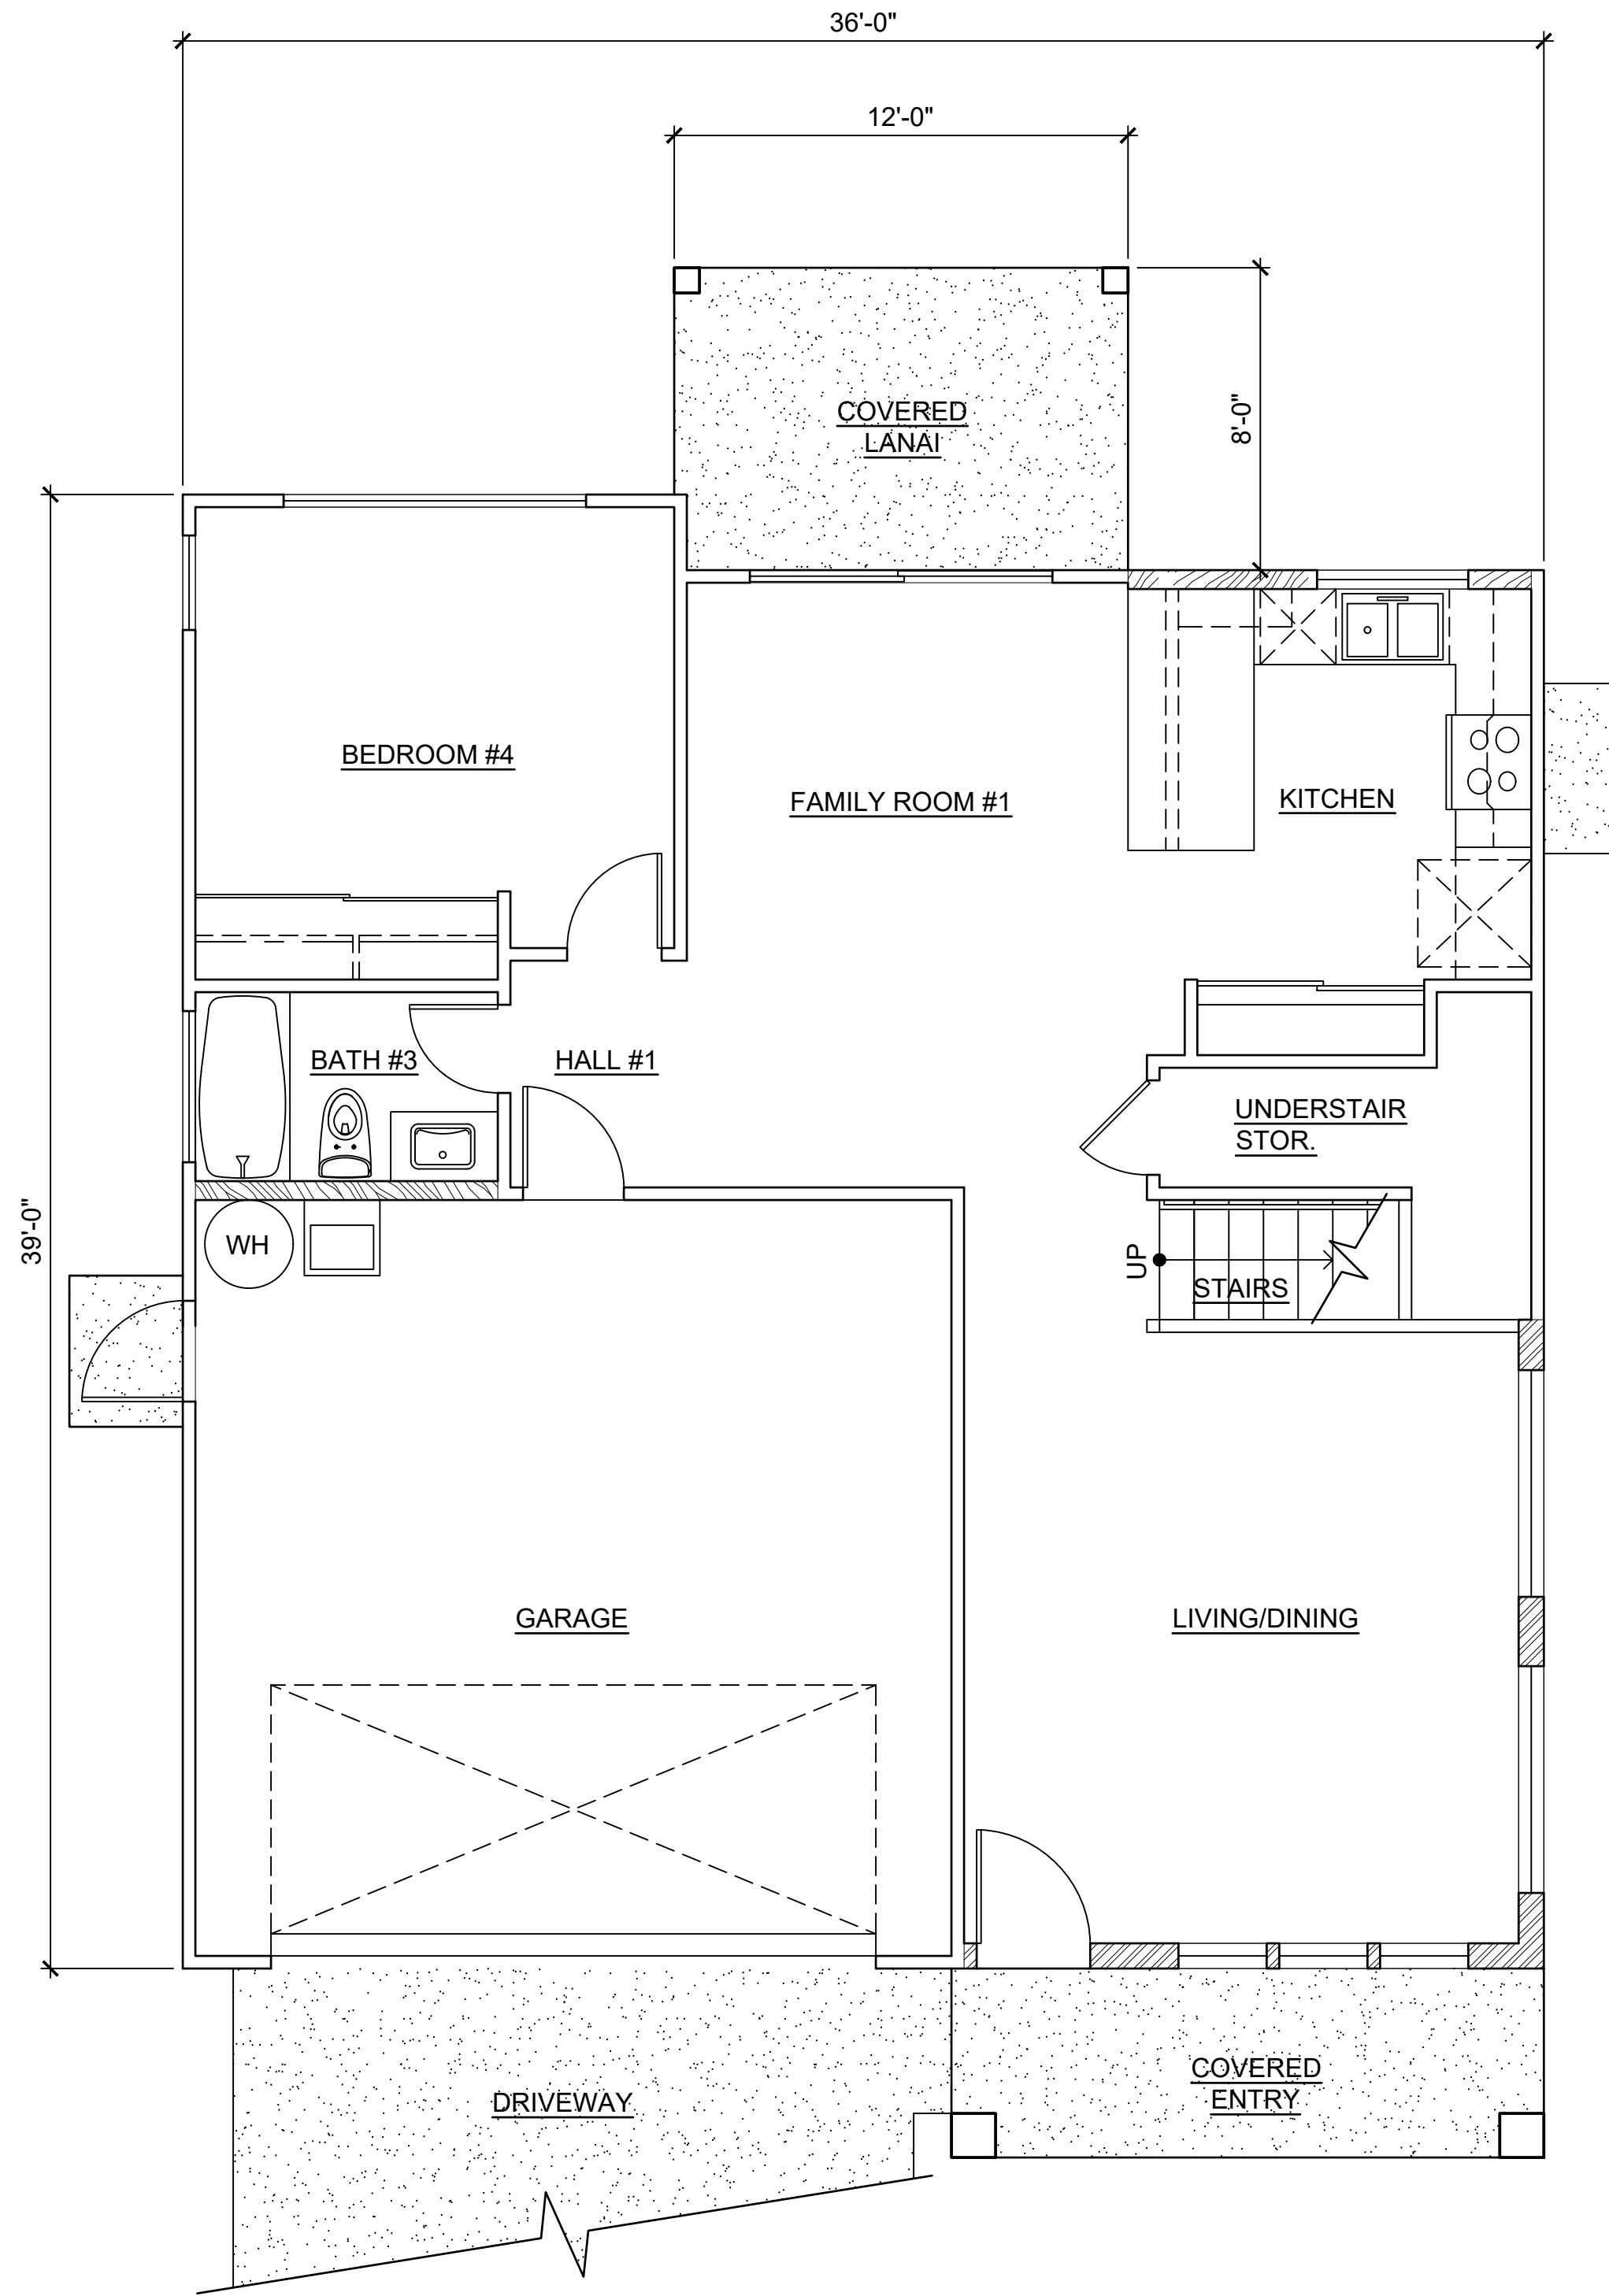 36'-0"
12'-0"
8'-0"
COVERED
LANAI
BEDROOM #4
FAMILY ROOM #1
KITCHEN
BATH #3
HALL #1
UNDERSTAIR
STOR.
39'-0"
WH
UP
STAIRS
GARAGE
LIVING/DINING
DRIVEWAY
COVERED
ENTRY